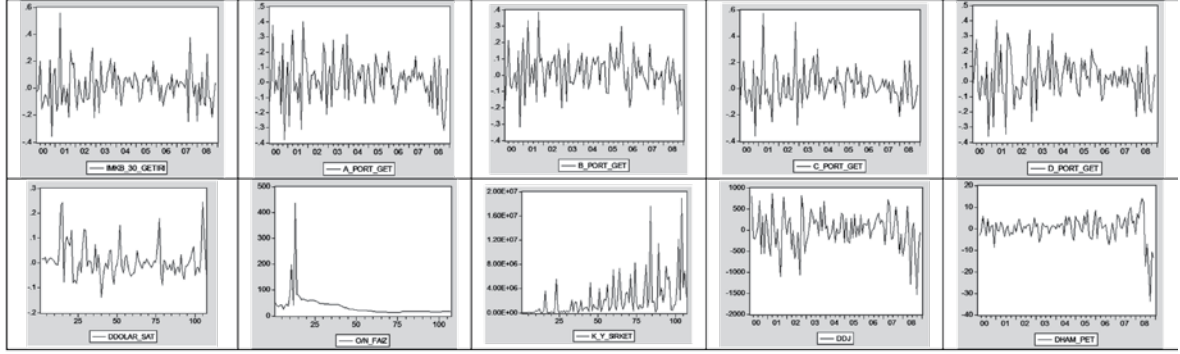 .6
.4
.2
.0
-.2
-.4
00 01 02 03 04 05 06 07 08
IMKB_30_GETIRI
.5
.4
.3
.2
.1
.0
-.1
-.2
-.3
-.4
00 01 02 03 04 05 06 07 08
A_PORT_GET
.4
.3
.2
.1
.0
-.1
-.2
-.3
-.4
00 01 02 03 04 05 06 07 08
B_PORT_GET
.6
.4
.2
.0
-.2
-.4
00 01 02 03 04 05 06 07 08
C_PORT_GET
.5
.4
.3
.2
.1
.0
-.1
-.2
-.3
-.4
00 01 02 03 04 05 06 07 08
D_PORT_GET
.3
.2
.1
.0
-.1
-.2
25 50 75 100
DDOLAR_SAT
500
400
300
200
100
0
25 50 75 100
O/N_FAIZ
2.00E+07
1.60E+07
1.20E+07
8.00E+06
4.00E+06
0.00E+00
25 50 75 100
K_Y_SIRKET
1000
500
0
-500
-1000
-1500
-2000
00 01 02 03 04 05 06 07 08
DDJ
20
10
0
-10
-20
-30
-40
00 01 02 03 04 05 06 07 08
DHAM_PET